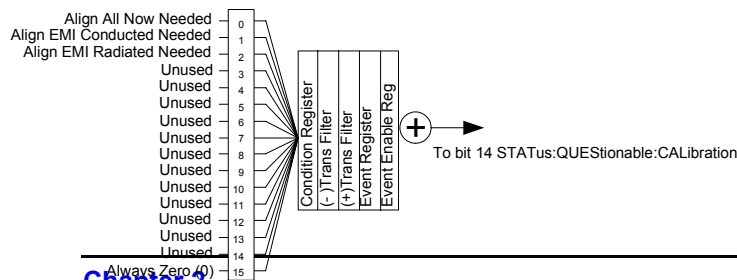 Align All Now Needed 0
Align EMI Conducted Needed 1
Align EMI Radiated Needed 2
Unused 3
Unused 4
Unused 5
Unused 6
Unused 7
Unused 8
Unused 9
Unused 10
Unused 11
Unused 12
Unused 13
Unused 14
Always Zero (0) 15
Condition Register
(-)Trans Filter
(+)Trans Filter
Event Register
Event Enable Reg
+
To bit 14 STATus:QUEStionable:CALibration
Chapter